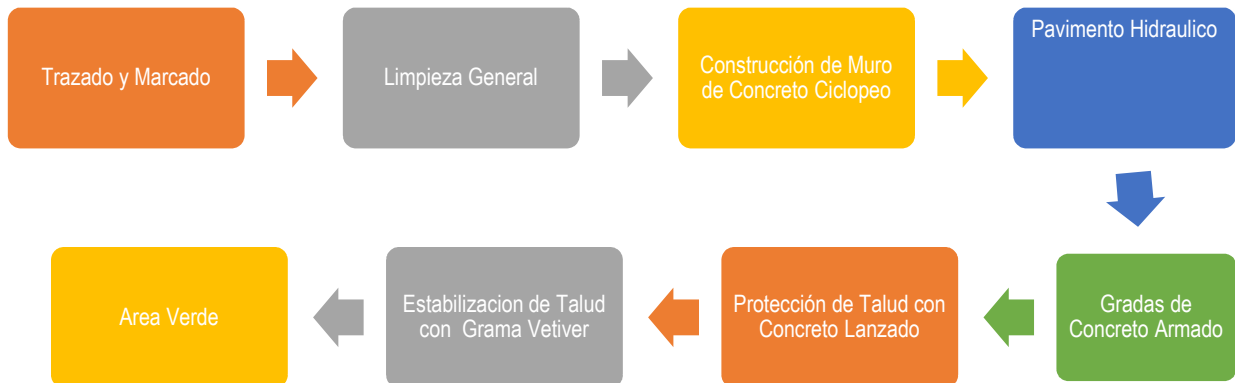 Trazado y Marcado
Limpieza General
Construcción de Muro
de Concreto Ciclopeo
Pavimento Hidraulico
Gradas de
Concreto Armado
Protección de Talud con
Concreto Lanzado
Estabilizacion de Talud
con Grama Vetiver
Area Verde